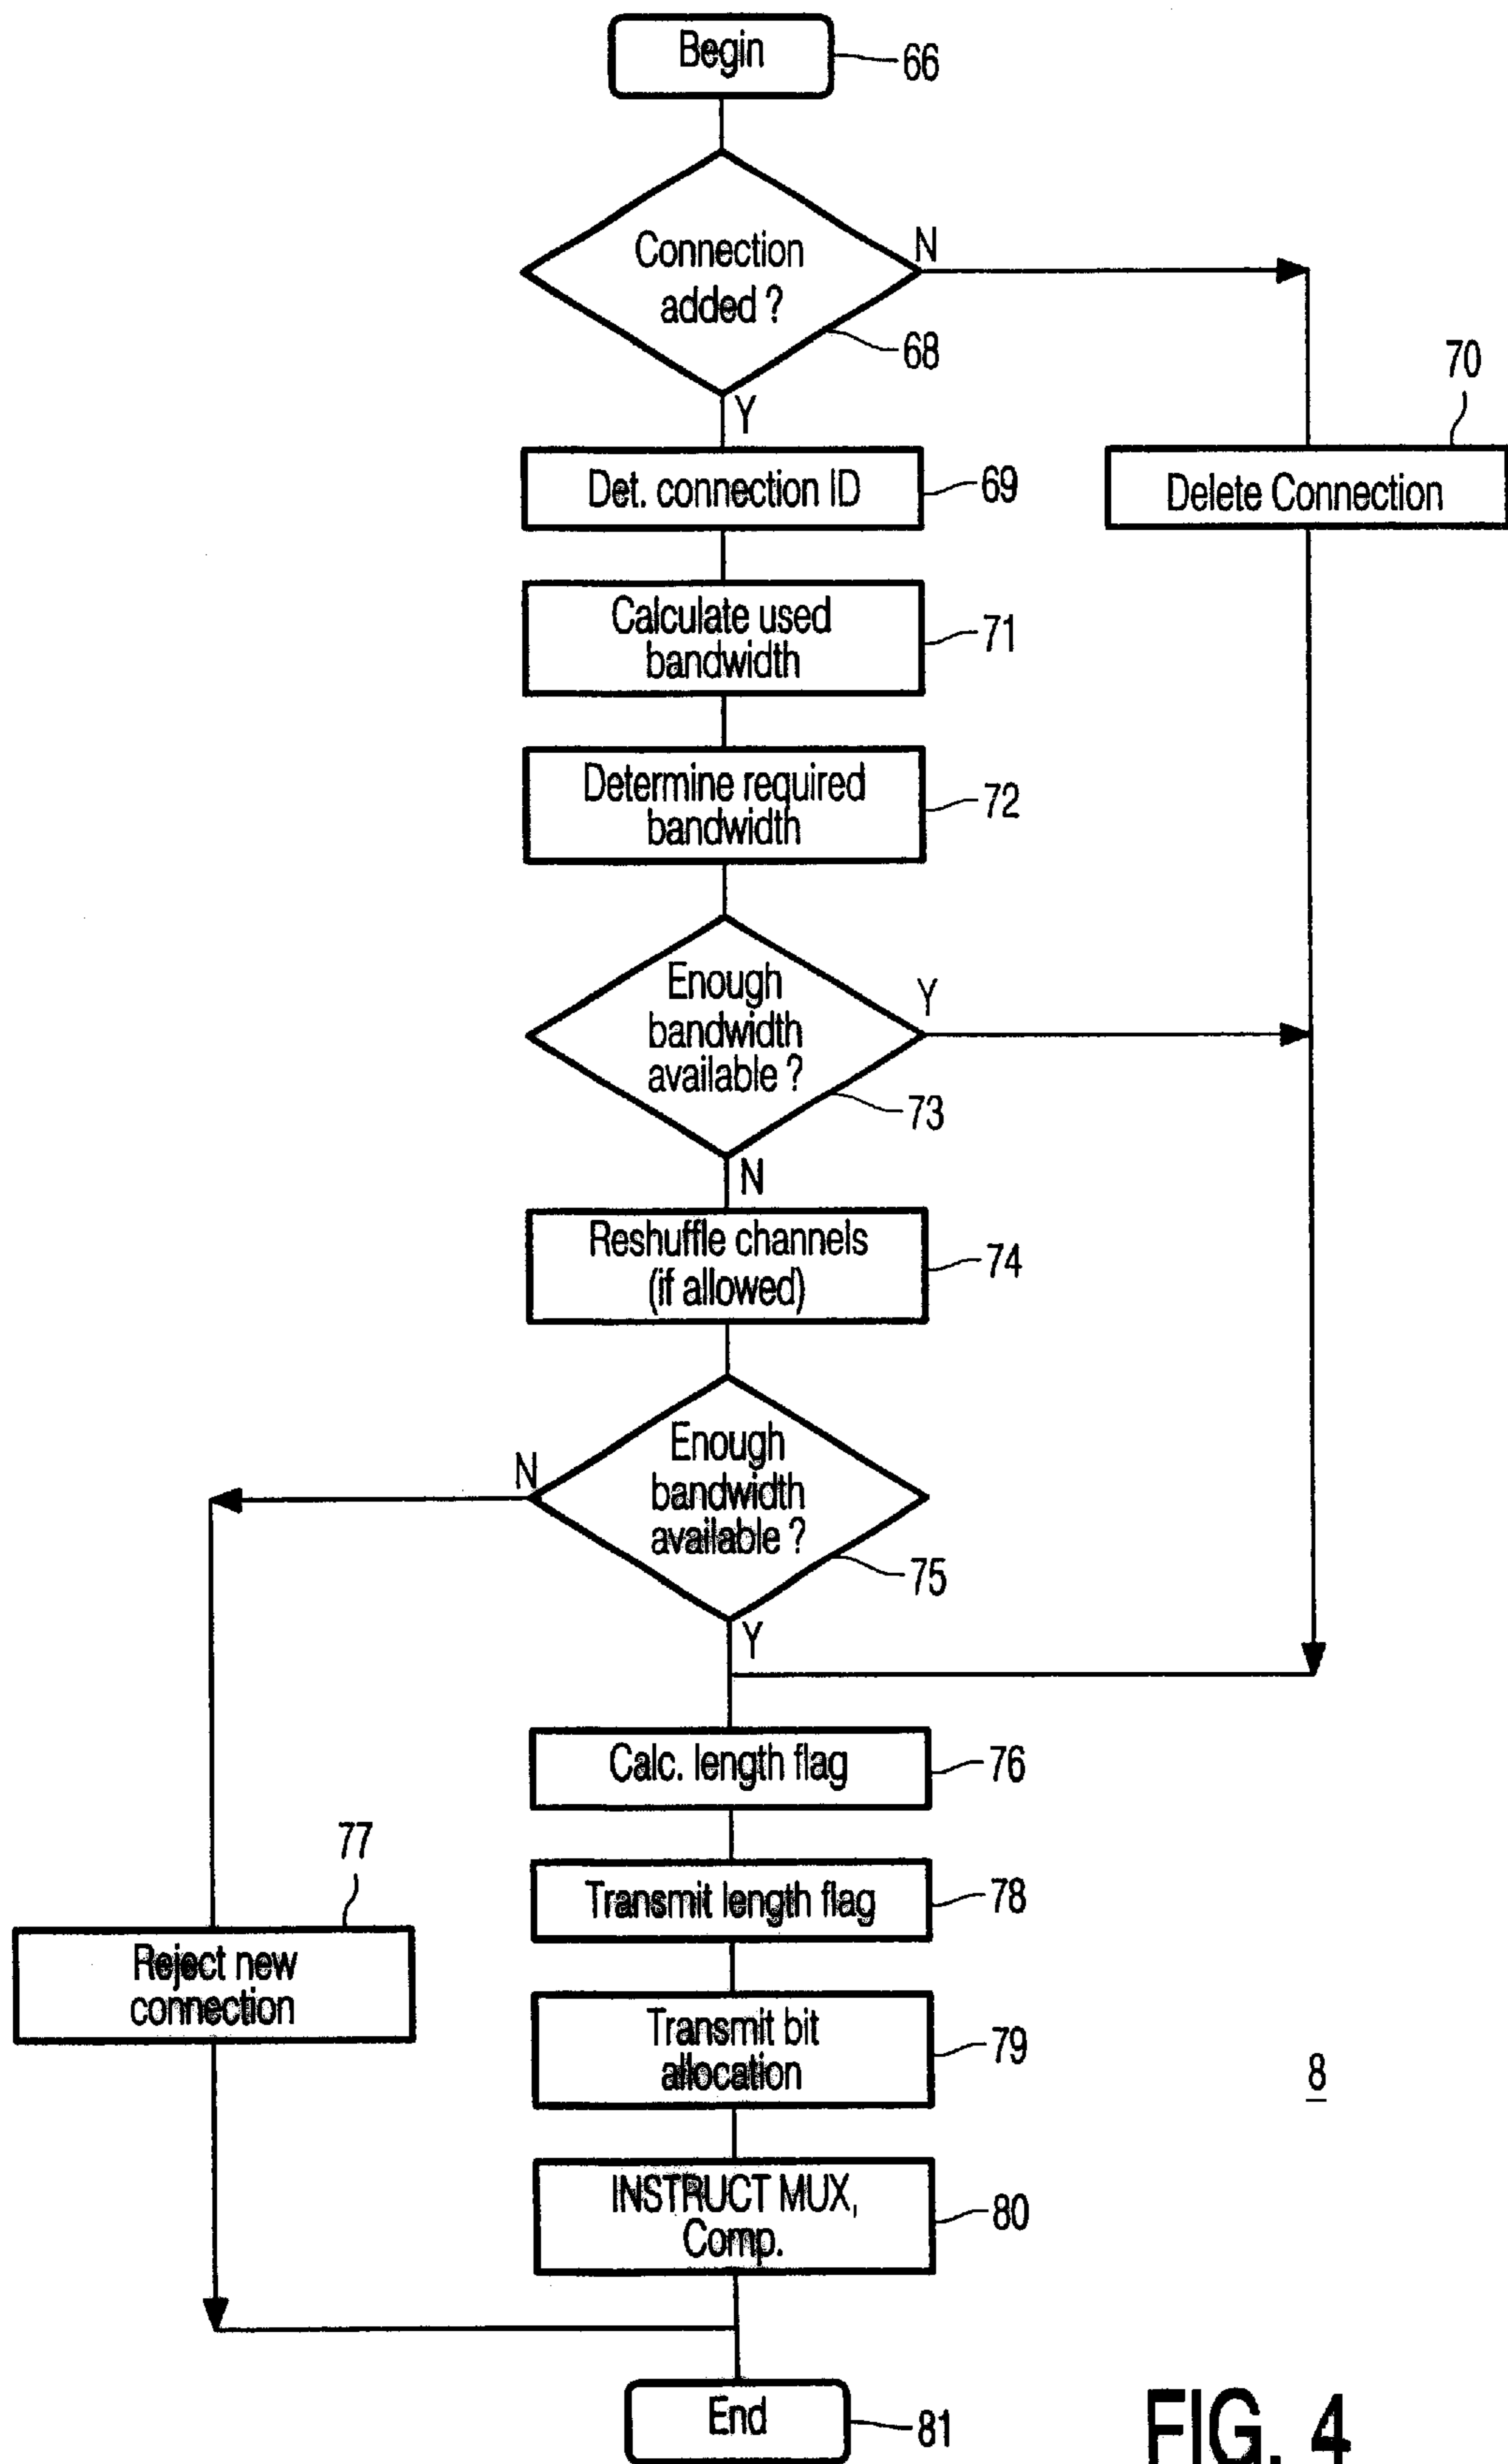 Begin
66
Connection
added ?
N
68
Y
70
Det. connection ID
69
Delete Connection
Calculate used
bandwidth
71
Determine required
bandwidth
72
Enough
bandwidth
available ?
Y
73
N
Reshuffle channels
(if allowed)
74
Enough
bandwidth
available ?
N
75
Y
Calc. length flag
76
77
Transmit length flag
78
Reject new
connection
Transmit bit
allocation
79
8
INSTRUCT MUX,
Comp.
80
End
81
FIG. 4